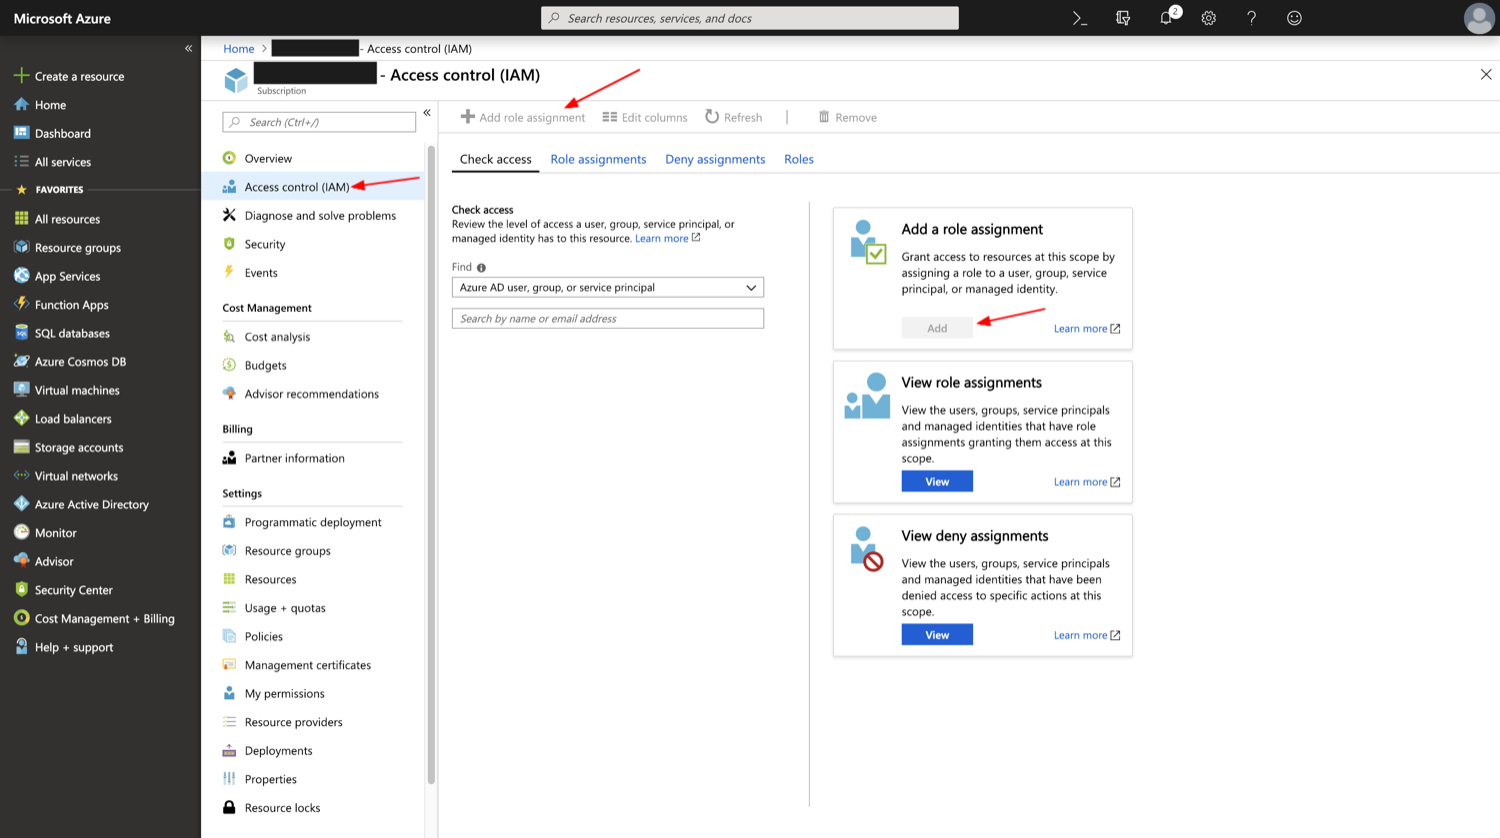 Microsoft Azure
Search resources, services, and docs
2
Home > - Access control (IAM)
- Access control (IAM)
Subscription
Create a resource
Home
Dashboard
All services
FAVORITES
All resources
Resource groups
App Services
Function Apps
SQL databases
Azure Cosmos DB
Virtual machines
Load balancers
Storage accounts
Virtual networks
Azure Active Directory
Monitor
Advisor
Security Center
Cost Management + Billing
Help + support
Search (Ctrl+/)
Overview
Access control (IAM)
Diagnose and solve problems
Security
Events
Cost Management
Cost analysis
Budgets
Advisor recommendations
Billing
Partner information
Settings
Programmatic deployment
Resource groups
Resources
Usage + quotas
Policies
Management certificates
My permissions
Resource providers
Deployments
Properties
Resource locks
Add role assignment Edit columns Refresh | Remove
Check access Role assignments Deny assignments Roles
Check access
Review the level of access a user, group, service principal, or
managed identity has to this resource. Learn more
Find
Azure AD user, group, or service principal
Search by name or email address
Add a role assignment
Grant access to resources at this scope by
assigning a role to a user, group, service
principal, or managed identity.
Add Learn more
View role assignments
View the users, groups, service principals
and managed identities that have role
assignments granting them access at this
scope.
View Learn more
View deny assignments
View the users, groups, service principals
and managed identities that have been
denied access to specific actions at this
scope.
View Learn more